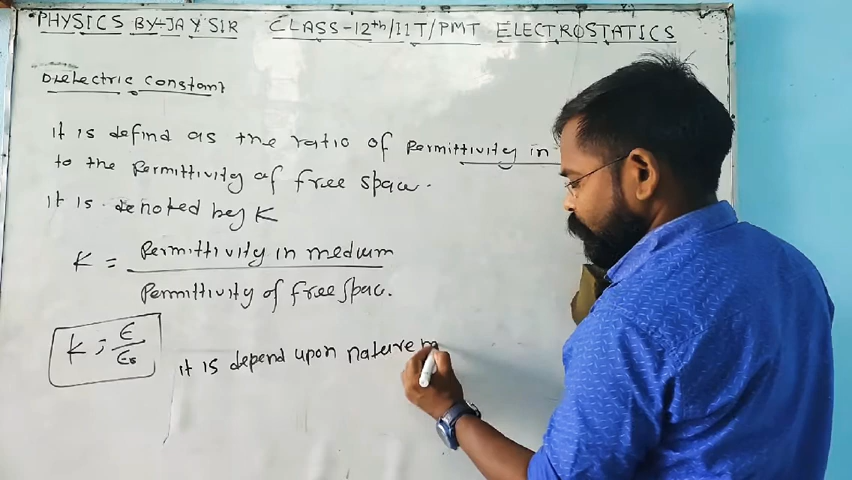 PHYSICS BY-JAY SIR CLASS-12th/IIT/PMT ELECTROSTATICS
Dielectric constant
It is defind as the ratio of Permittivity in
to the Permittivity of free space.
It is denoted by K
K = Permittivity in medium
Permittivity of free space.
K = ε/ε₀
it is depend upon nature